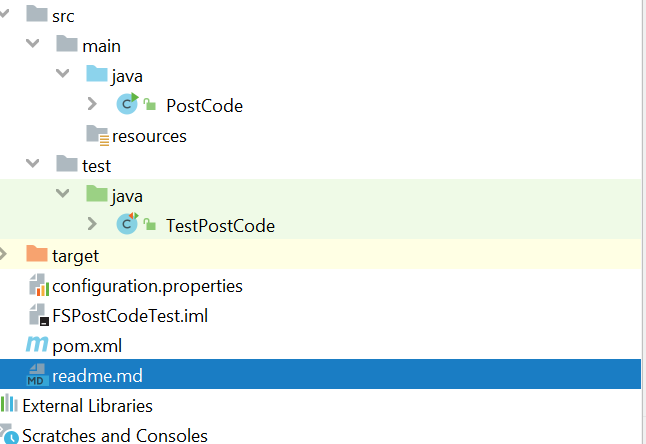 src
main
java
C PostCode
resources
test
java
C TestPostCode
target
configuration.properties
FSPostCodeTest.iml
m pom.xml
MD readme.md
External Libraries
Scratches and Consoles